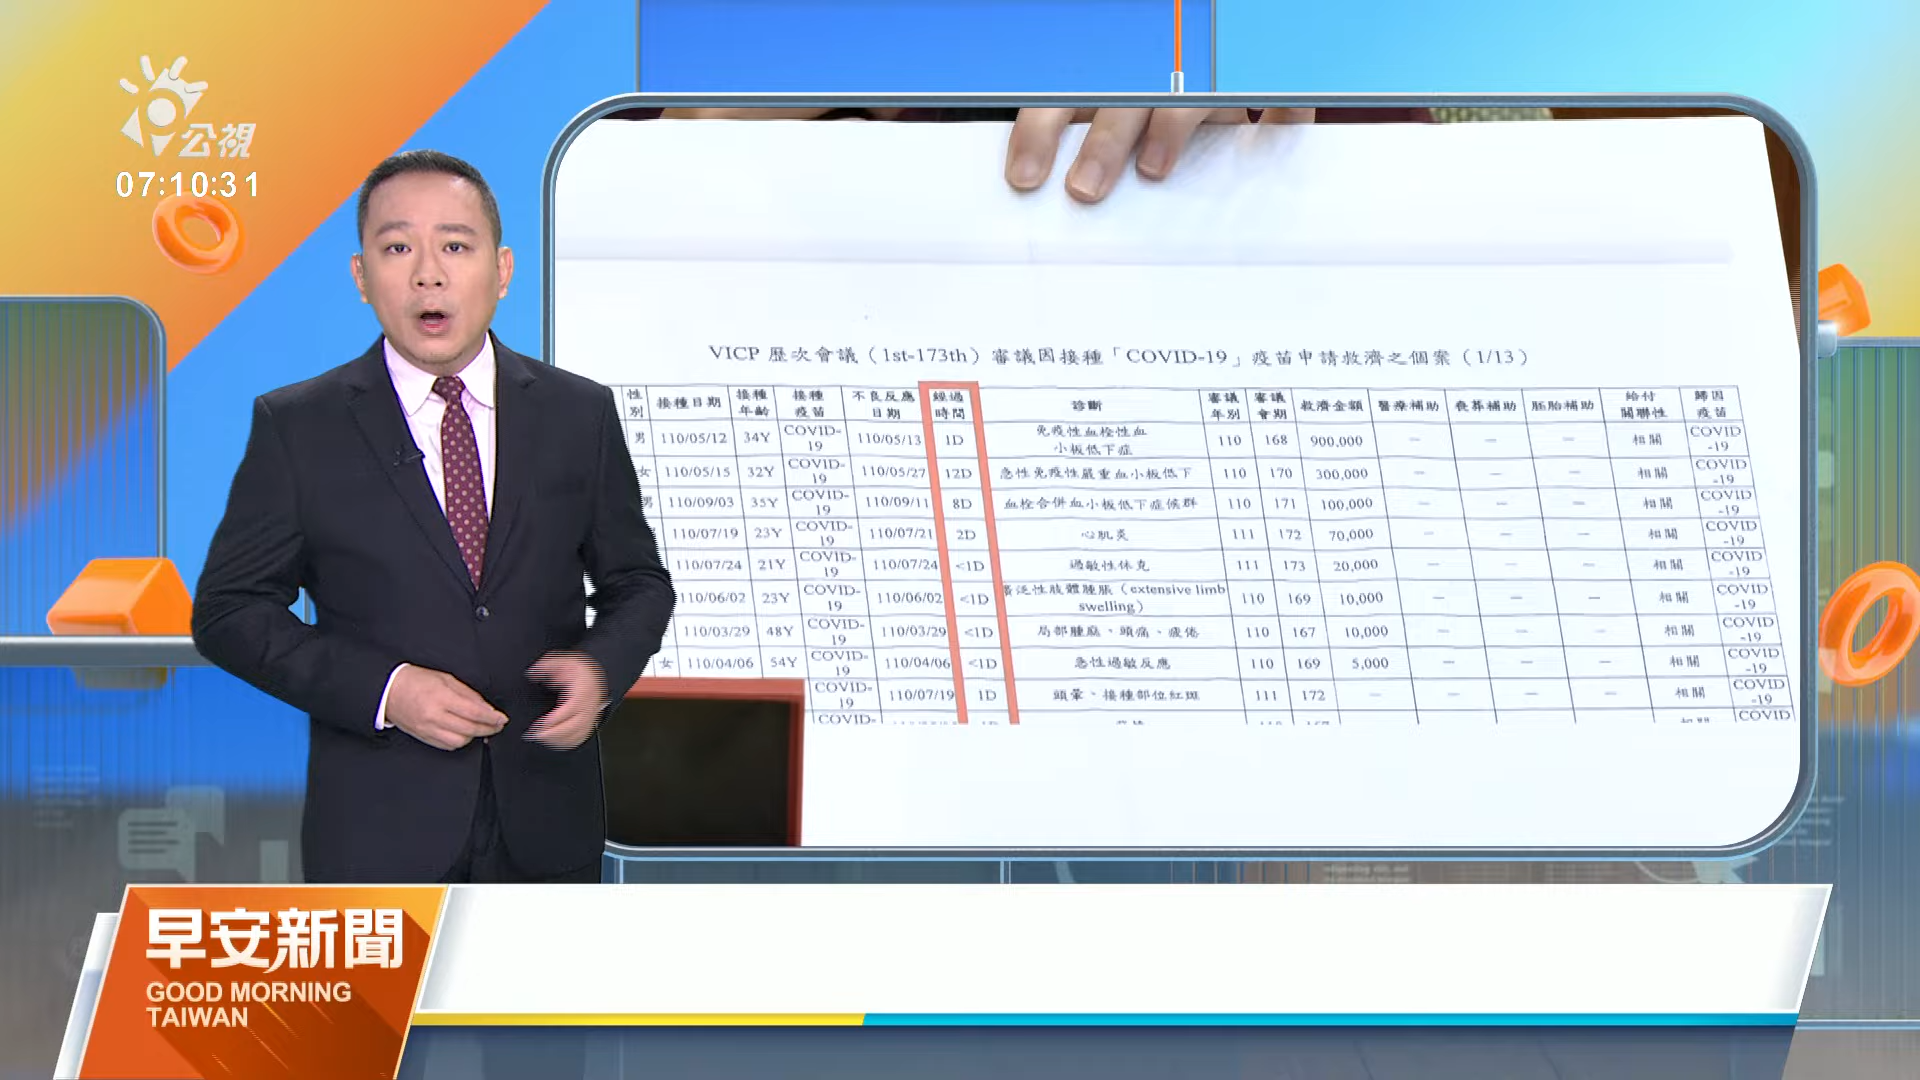 公視
07:10:31
VICP 歷次會議（1st-173th）審議因接種「COVID-19」疫苗申請救濟之個案（1/13）
性別 接種日期 接種年齡 接種疫苗 不良反應日期 經過時間 診斷 審議年別 審議會期 救濟金額 醫療補助 喪葬補助 胚胎補助 給付關聯性 歸因疫苗
男 110/05/12 34Y COVID-19 110/05/13 1D 免疫性血栓性血小板低下症 110 168 900,000 — — — 相關 COVID-19
女 110/05/15 32Y COVID-19 110/05/27 12D 急性免疫性嚴重血小板低下 110 170 300,000 — — — 相關 COVID-19
男 110/09/03 35Y COVID-19 110/09/11 8D 血栓合併血小板低下症候群 110 171 100,000 — — — 相關 COVID-19
110/07/19 23Y COVID-19 110/07/21 2D 心肌炎 111 172 70,000 — — — 相關 COVID-19
110/07/24 21Y COVID-19 110/07/24 <1D 過敏性休克 111 173 20,000 — — — 相關 COVID-19
110/06/02 23Y COVID-19 110/06/02 <1D 廣泛性肢體腫脹（extensive limb swelling） 110 169 10,000 — — — 相關 COVID-19
110/03/29 48Y COVID-19 110/03/29 <1D 局部腫麻、頭痛、疲倦 110 167 10,000 — — — 相關 COVID-19
女 110/04/06 54Y COVID-19 110/04/06 <1D 急性過敏反應 110 169 5,000 — — — 相關 COVID-19
COVID-19 110/07/19 1D 頭暈、接種部位紅斑 111 172 — — — — 相關 COVID-19
COVID- 1D 110 167 相關 COVID
早安新聞
GOOD MORNING
TAIWAN